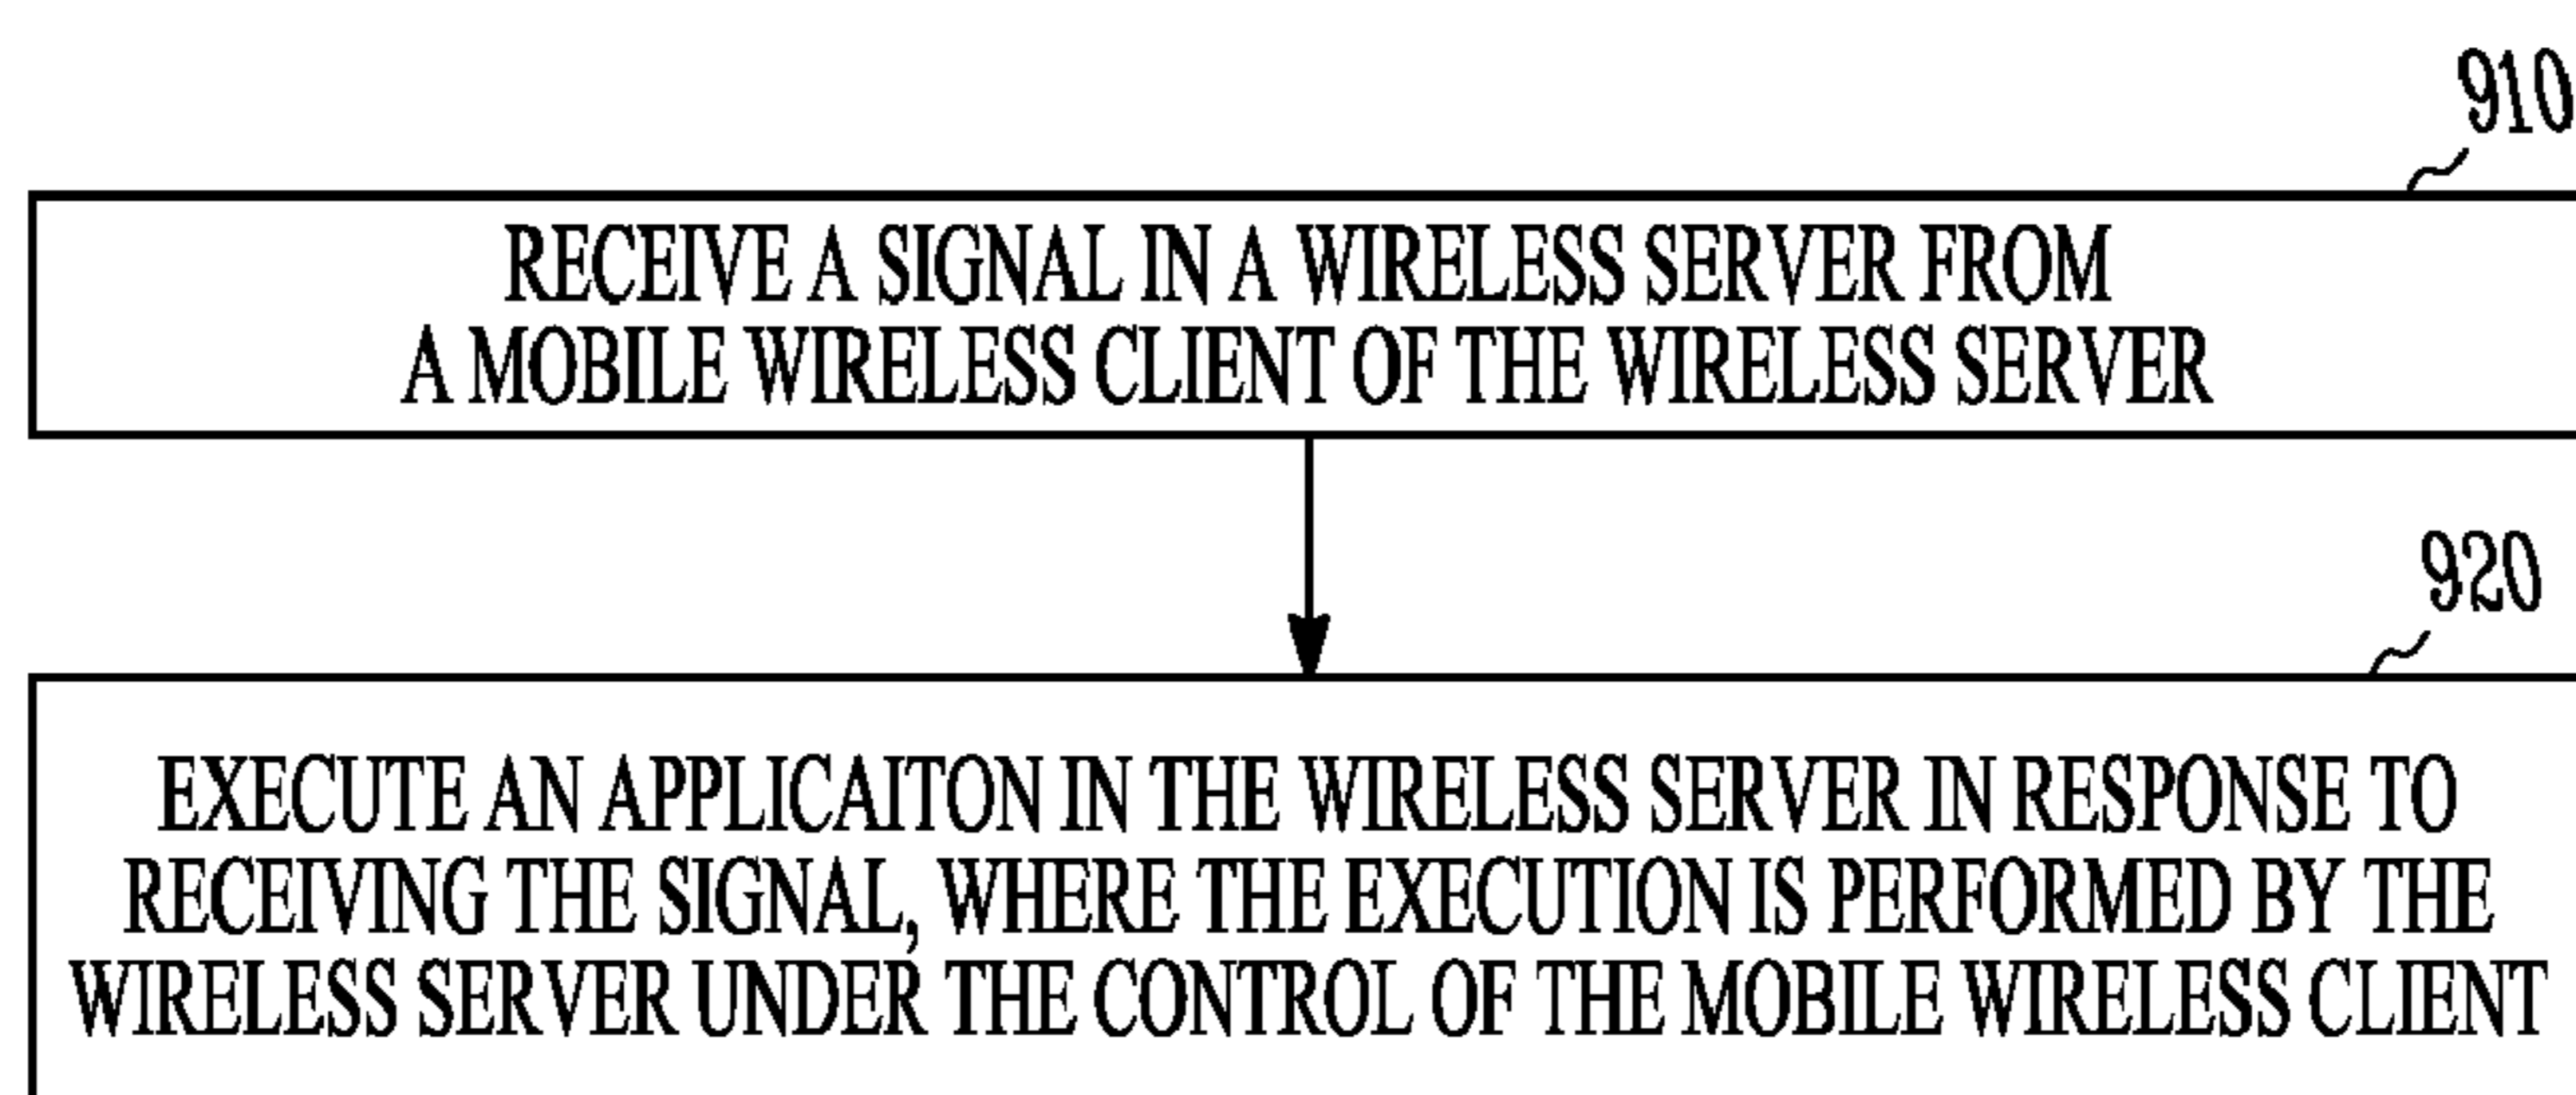 910
RECEIVE A SIGNAL IN A WIRELESS SERVER FROM
A MOBILE WIRELESS CLIENT OF THE WIRELESS SERVER
920
EXECUTE AN APPLICAITON IN THE WIRELESS SERVER IN RESPONSE TO
RECEIVING THE SIGNAL, WHERE THE EXECUTION IS PERFORMED BY THE
WIRELESS SERVER UNDER THE CONTROL OF THE MOBILE WIRELESS CLIENT